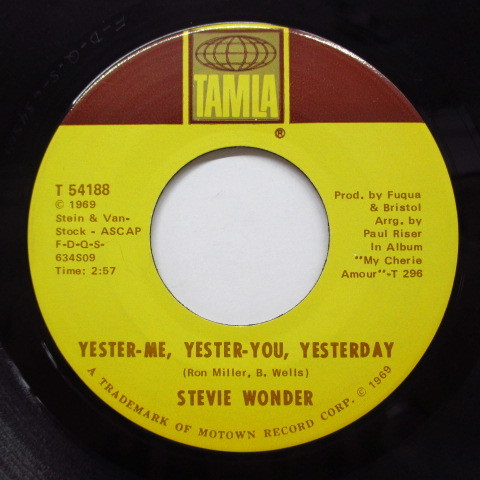 TAMLA
®
T 54188
© 1969
Stein & Van-
Stock - ASCAP
F-D-Q-S-
634S09
Time: 2:57
Prod. by Fuqua
& Bristol
Arrg. by
Paul Riser
In Album
"My Cherie
Amour"-T 296
YESTER-ME, YESTER-YOU, YESTERDAY
(Ron Miller, B. Wells)
STEVIE WONDER
A TRADEMARK OF MOTOWN RECORD CORP. © 1969